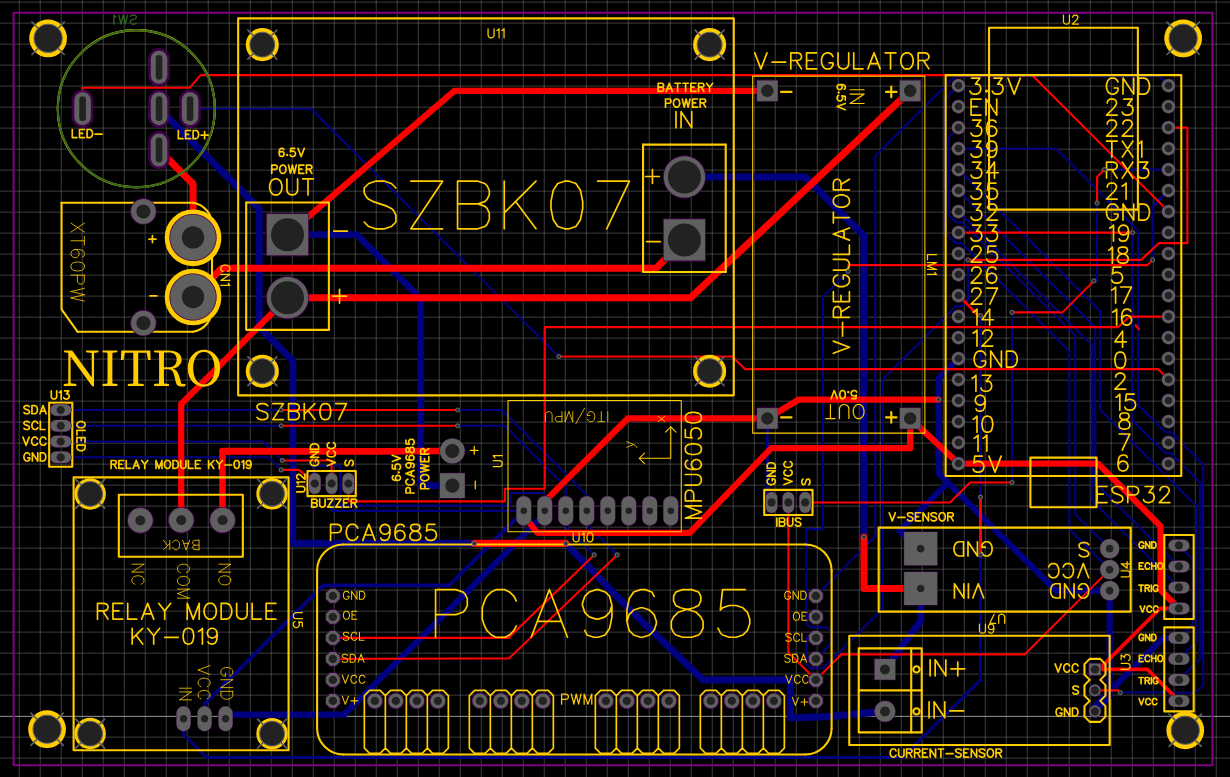 SW1
LED-
LED+
XT60PW
+
-
CN1
NITRO
U11
6.5V
POWER
OUT
-
+
SZBK07
BATTERY
POWER
IN
+
-
SZBK07
V-REGULATOR
-
+
6.5V
IN
V-REGULATOR
5.0V
OUT
-
+
LM1
U2
3.3V
EN
36
39
34
35
32
33
25
26
27
14
12
GND
13
9
10
11
5V
GND
23
22
TX1
RX3
21
GND
19
18
5
17
16
4
0
2
15
8
7
6
ESP32
U13
SDA
SCL
VCC
GND
OLED
RELAY MODULE KY-019
BACK
NC
COM
NO
RELAY MODULE
KY-019
IN
VCC
GND
U5
U12
GND
VCC
S
BUZZER
6.5V
PCA9685
POWER
+
-
U1
ITG/MPU
x
y
MPU6050
GND
VCC
S
IBUS
PCA9685
U10
GND
OE
SCL
SDA
VCC
V+
PCA9685
PWM
GND
OE
SCL
SDA
VCC
V+
V-SENSOR
GND
VIN
S
VCC
GND
U4
U7
U9
IN+
IN-
VCC
S
GND
CURRENT-SENSOR
GND
ECHO
TRIG
VCC
U3
GND
ECHO
TRIG
VCC